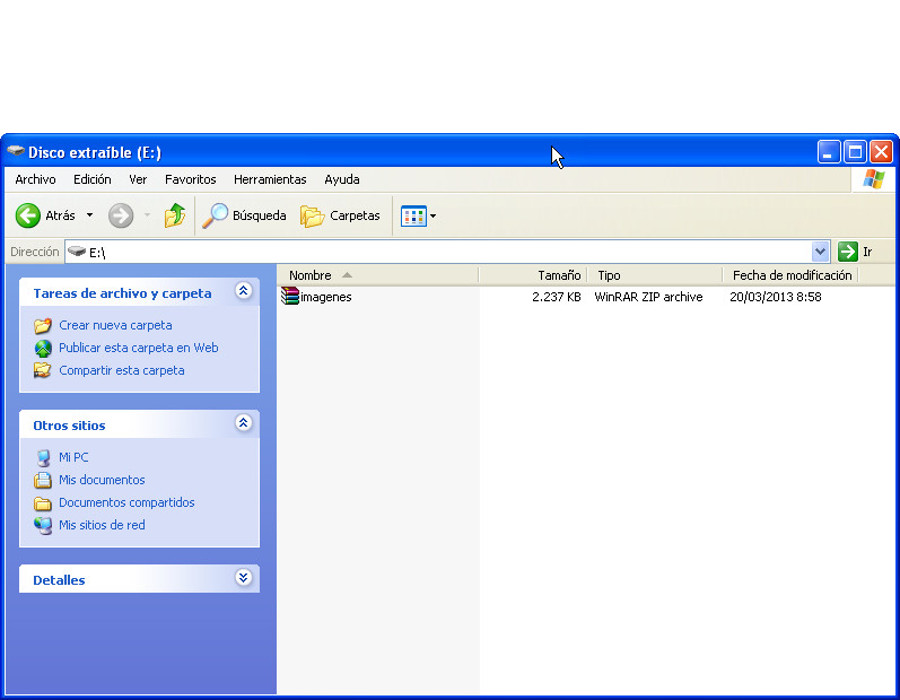 Disco extraíble (E:)
Archivo Edición Ver Favoritos Herramientas Ayuda
Atrás Búsqueda Carpetas
Dirección E:\ Ir
Tareas de archivo y carpeta
Crear nueva carpeta
Publicar esta carpeta en Web
Compartir esta carpeta
Otros sitios
Mi PC
Mis documentos
Documentos compartidos
Mis sitios de red
Detalles
Nombre Tamaño Tipo Fecha de modificación
imagenes 2.237 KB WinRAR ZIP archive 20/03/2013 8:58